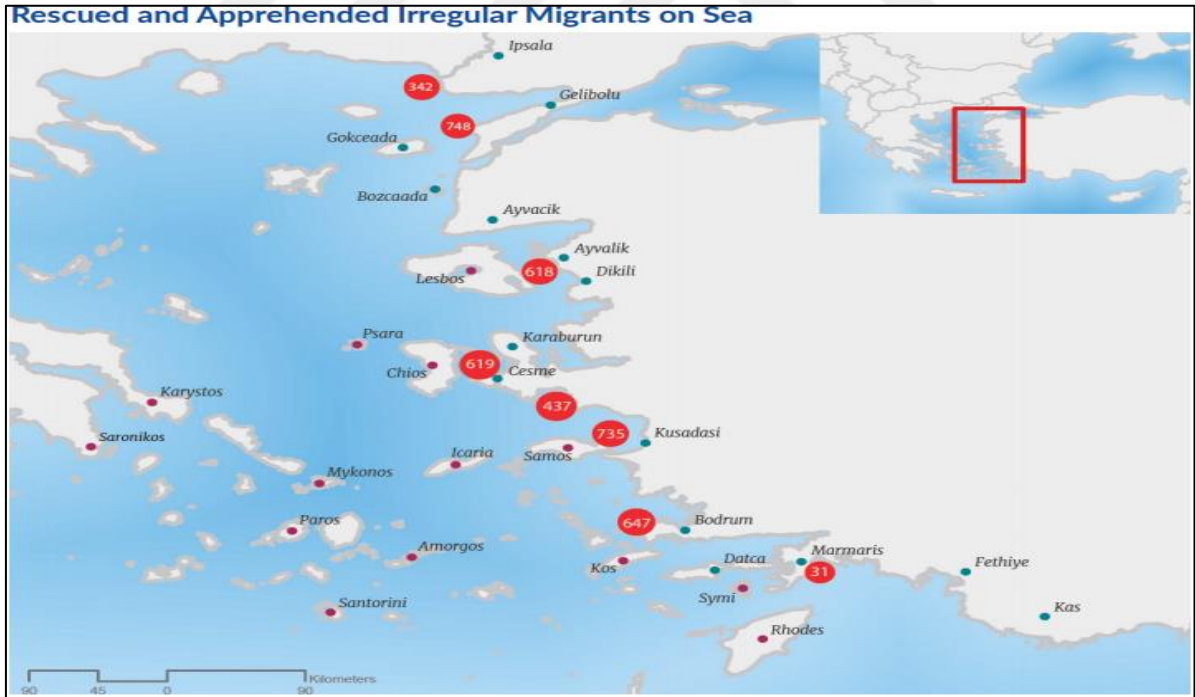 Rescued and Apprehended Irregular Migrants on Sea
Ipsala
342
Gelibolu
748
Gokceada
Bozcaada
Ayvacik
Ayvalik
618
Lesbos
Dikili
Psara
Karaburun
619
Chios
Cesme
Karystos
437
735
Kusadasi
Saronikos
Icaria
Samos
Mykonos
647
Bodrum
Paros
Amorgos
Marmaris
Kos
Datca
31
Fethiye
Symi
Santorini
Kas
Rhodes
Kilometers
90 45 0 90